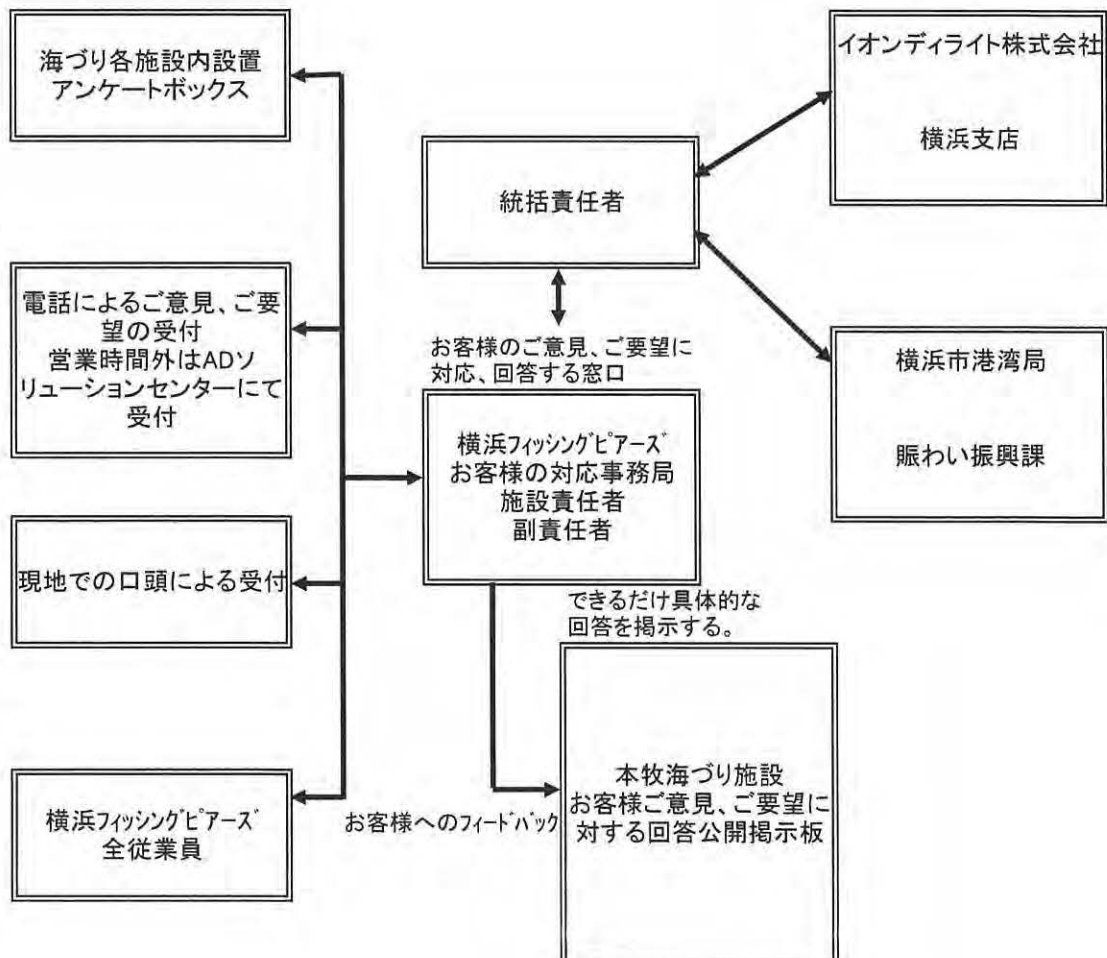 海づり各施設内設置
アンケートボックス
イオンディライト株式会社
横浜支店
統括責任者
電話によるご意見、ご要
望の受付
営業時間外はADソ
リューションセンターにて
受付
お客様のご意見、ご要望に
対応、回答する窓口
横浜市港湾局
賑わい振興課
横浜フィッシングピアーズ
お客様の対応事務局
施設責任者
副責任者
現地での口頭による受付
できるだけ具体的な
回答を掲示する。
横浜フィッシングピアーズ
全従業員
お客様へのフィードバック
本牧海づり施設
お客様ご意見、ご要望に
対する回答公開掲示板